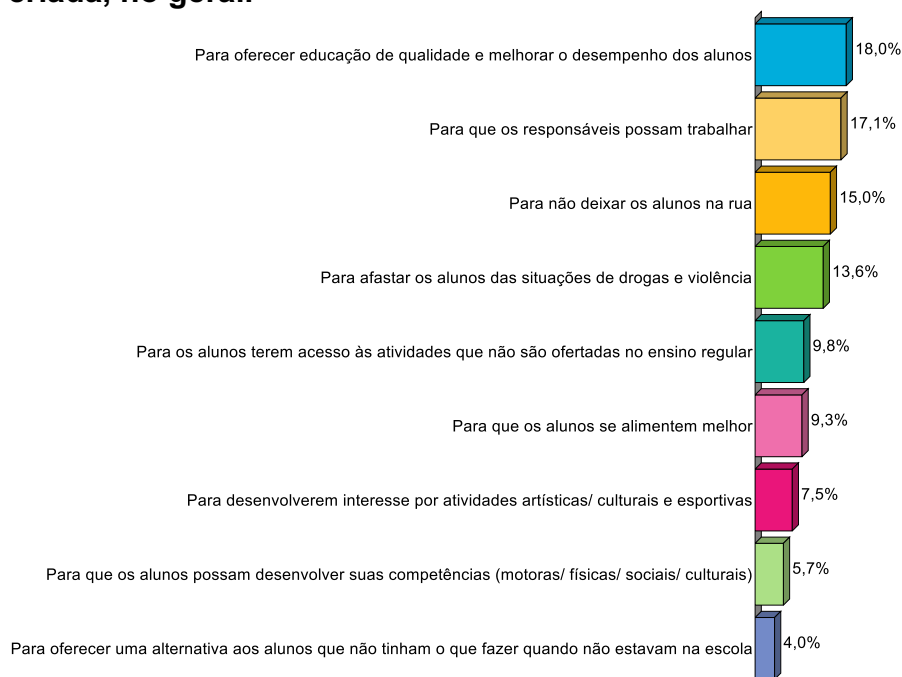 criada, no geral.
Para oferecer educação de qualidade e melhorar o desempenho dos alunos 18,0%
Para que os responsáveis possam trabalhar 17,1%
Para não deixar os alunos na rua 15,0%
Para afastar os alunos das situações de drogas e violência 13,6%
Para os alunos terem acesso às atividades que não são ofertadas no ensino regular 9,8%
Para que os alunos se alimentem melhor 9,3%
Para desenvolverem interesse por atividades artísticas/ culturais e esportivas 7,5%
Para que os alunos possam desenvolver suas competências (motoras/ físicas/ sociais/ culturais) 5,7%
Para oferecer uma alternativa aos alunos que não tinham o que fazer quando não estavam na escola 4,0%